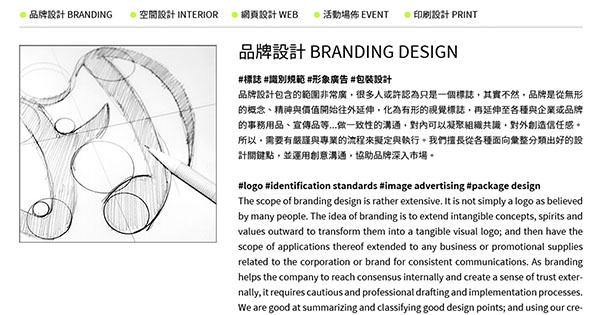 品牌設計 BRANDING 空間設計 INTERIOR 網頁設計 WEB 活動場佈 EVENT 印刷設計 PRINT
品牌設計 BRANDING DESIGN
#標誌 #識別規範 #形象廣告 #包裝設計
品牌設計包含的範圍非常廣，很多人或許認為只是一個標誌，其實不然，品牌是從無形
的概念、精神與價值開始往外延伸，化為有形的視覺標誌，再延伸至各種與企業或品牌
的事務用品、宣傳品等...做一致性的溝通，對內可以凝聚組織共識，對外創造信任感。
所以，需要有嚴謹與專業的流程來擬定與執行。我們擅長從各種面向彙整分類出好的設
計關鍵點，並運用創意溝通，協助品牌深入市場。
#logo #identification standards #image advertising #package design
The scope of branding design is rather extensive. It is not simply a logo as believed
by many people. The idea of branding is to extend intangible concepts, spirits and
values outward to transform them into a tangible visual logo; and then have the
scope of applications thereof extended to any business or promotional supplies
related to the corporation or brand for consistent communications. As branding
helps the company to reach consensus internally and create a sense of trust exter-
nally, it requires cautious and professional drafting and implementation processes.
We are good at summarizing and classifying good design points; and using our cre-